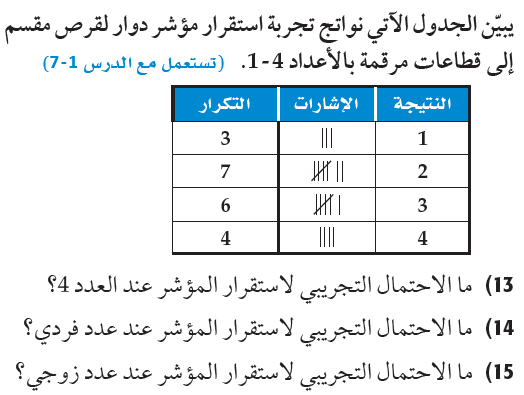 يبيّن الجدول الآتي نواتج تجربة استقرار مؤشر دوار لقرص مقسم
إلى قطاعات مرقمة بالأعداد 4-1. (تستعمل مع الدرس 1-7)
النتيجة الإشارات التكرار
1 ||| 3
2 |||| || 7
3 |||| | 6
4 |||| 4
13) ما الاحتمال التجريبي لاستقرار المؤشر عند العدد 4؟
14) ما الاحتمال التجريبي لاستقرار المؤشر عند عدد فردي؟
15) ما الاحتمال التجريبي لاستقرار المؤشر عند عدد زوجي؟